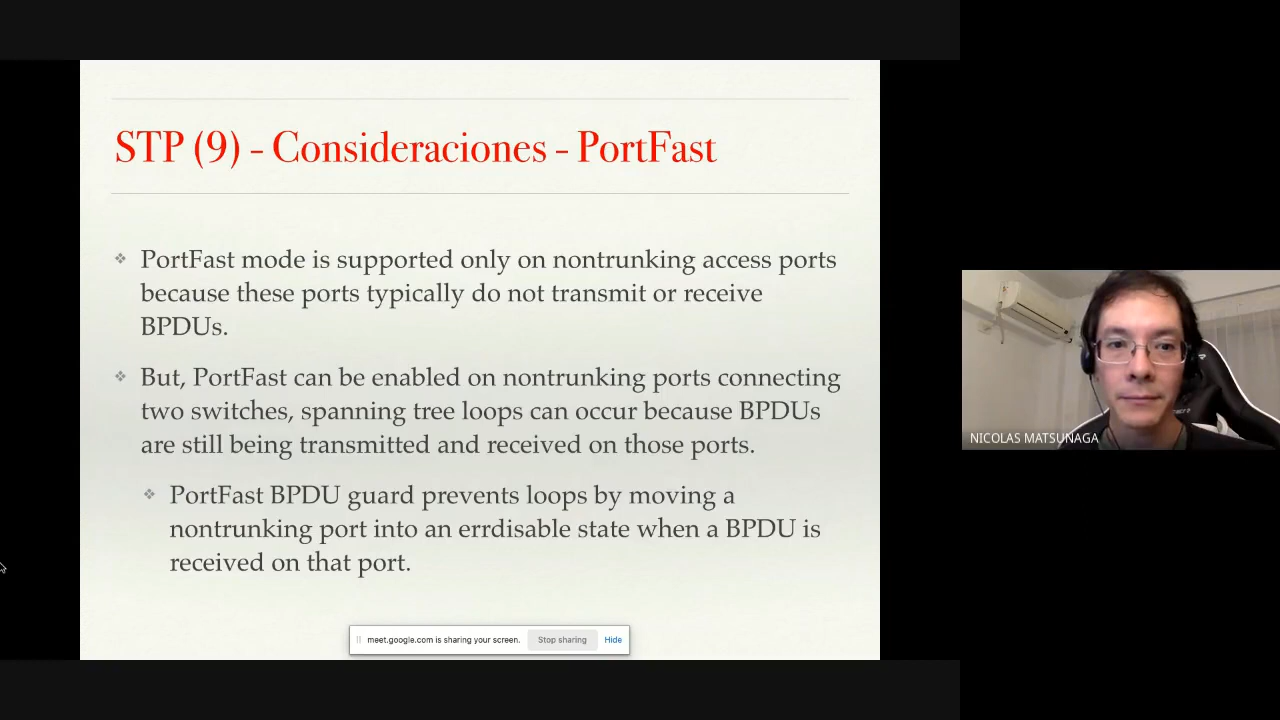 STP (9) - Consideraciones - PortFast
PortFast mode is supported only on nontrunking access ports
because these ports typically do not transmit or receive
BPDUs.
But, PortFast can be enabled on nontrunking ports connecting
two switches, spanning tree loops can occur because BPDUs
are still being transmitted and received on those ports.
PortFast BPDU guard prevents loops by moving a
nontrunking port into an errdisable state when a BPDU is
received on that port.
meet.google.com is sharing your screen. Stop sharing Hide
NICOLAS MATSUNAGA